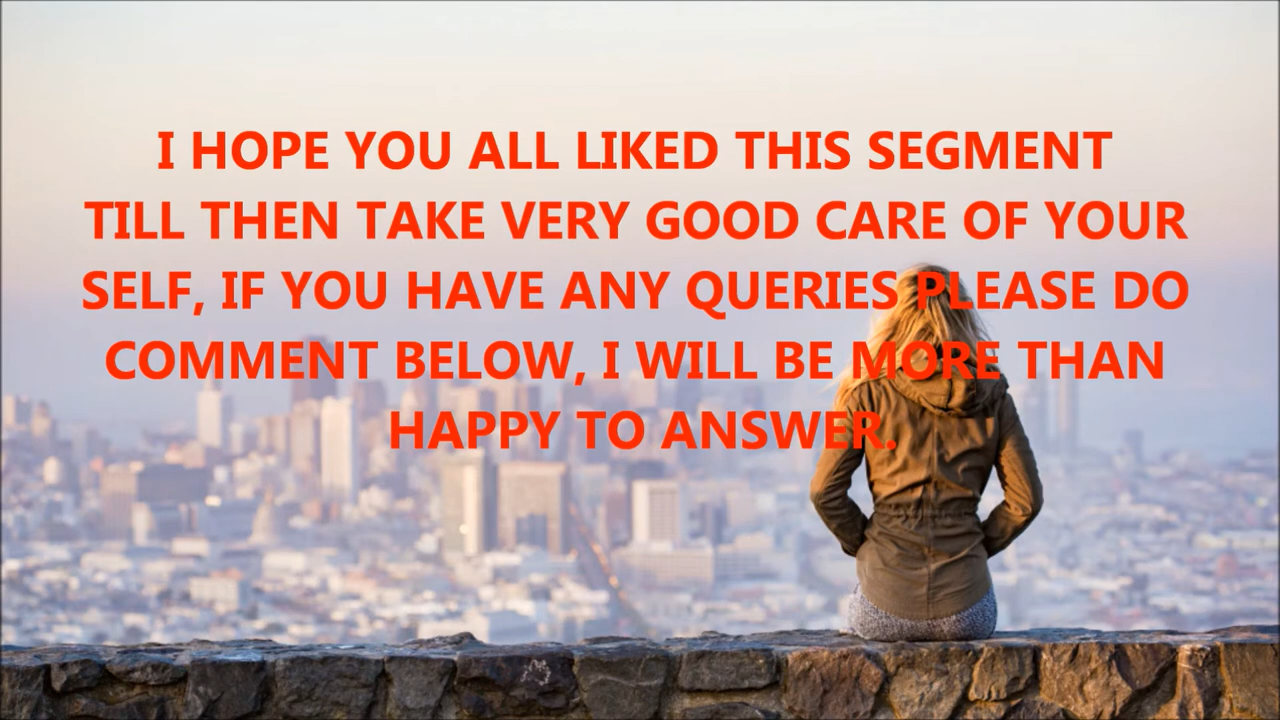 I HOPE YOU ALL LIKED THIS SEGMENT
TILL THEN TAKE VERY GOOD CARE OF YOUR
SELF, IF YOU HAVE ANY QUERIES PLEASE DO
COMMENT BELOW, I WILL BE MORE THAN
HAPPY TO ANSWER.